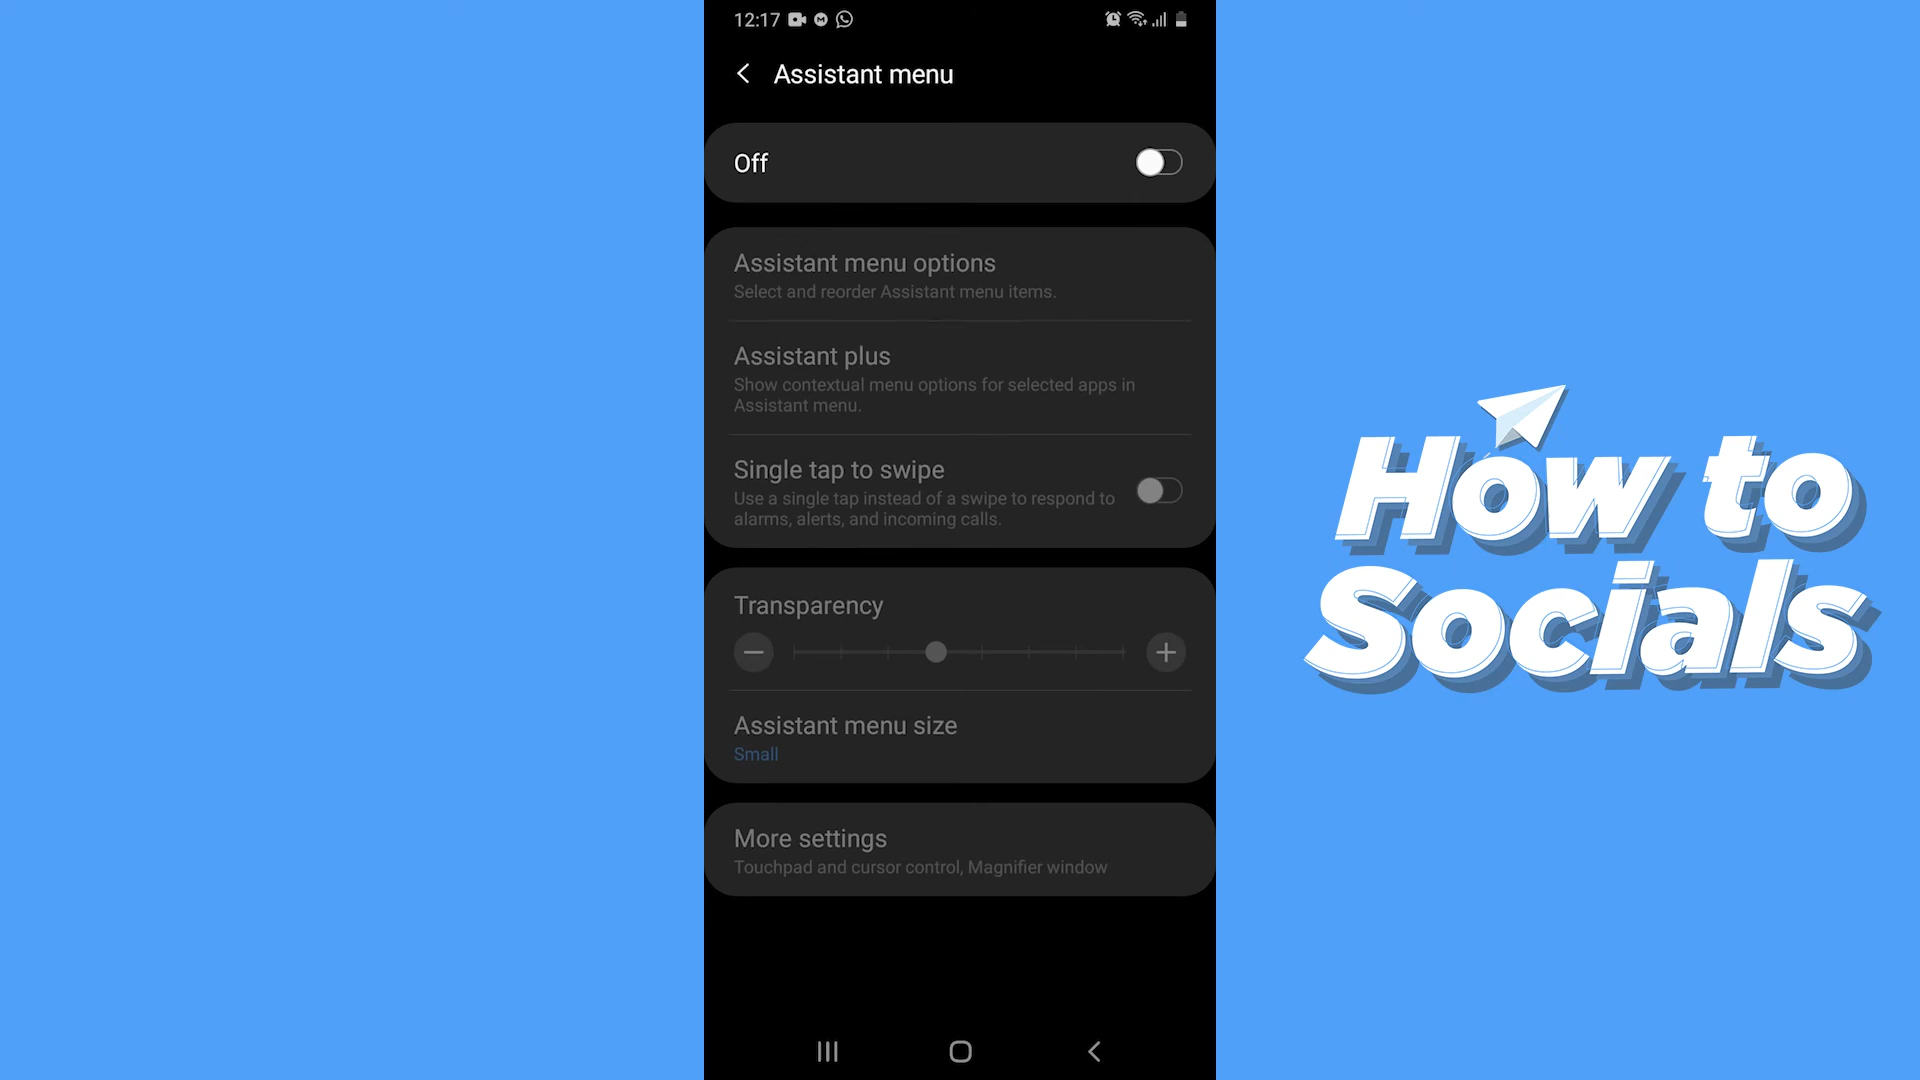 12:17
Assistant menu
Off
Assistant menu options
Select and reorder Assistant menu items.
Assistant plus
Show contextual menu options for selected apps in
Assistant menu.
Single tap to swipe
Use a single tap instead of a swipe to respond to
alarms, alerts, and incoming calls.
Transparency
Assistant menu size
Small
More settings
Touchpad and cursor control, Magnifier window
How to
Socials